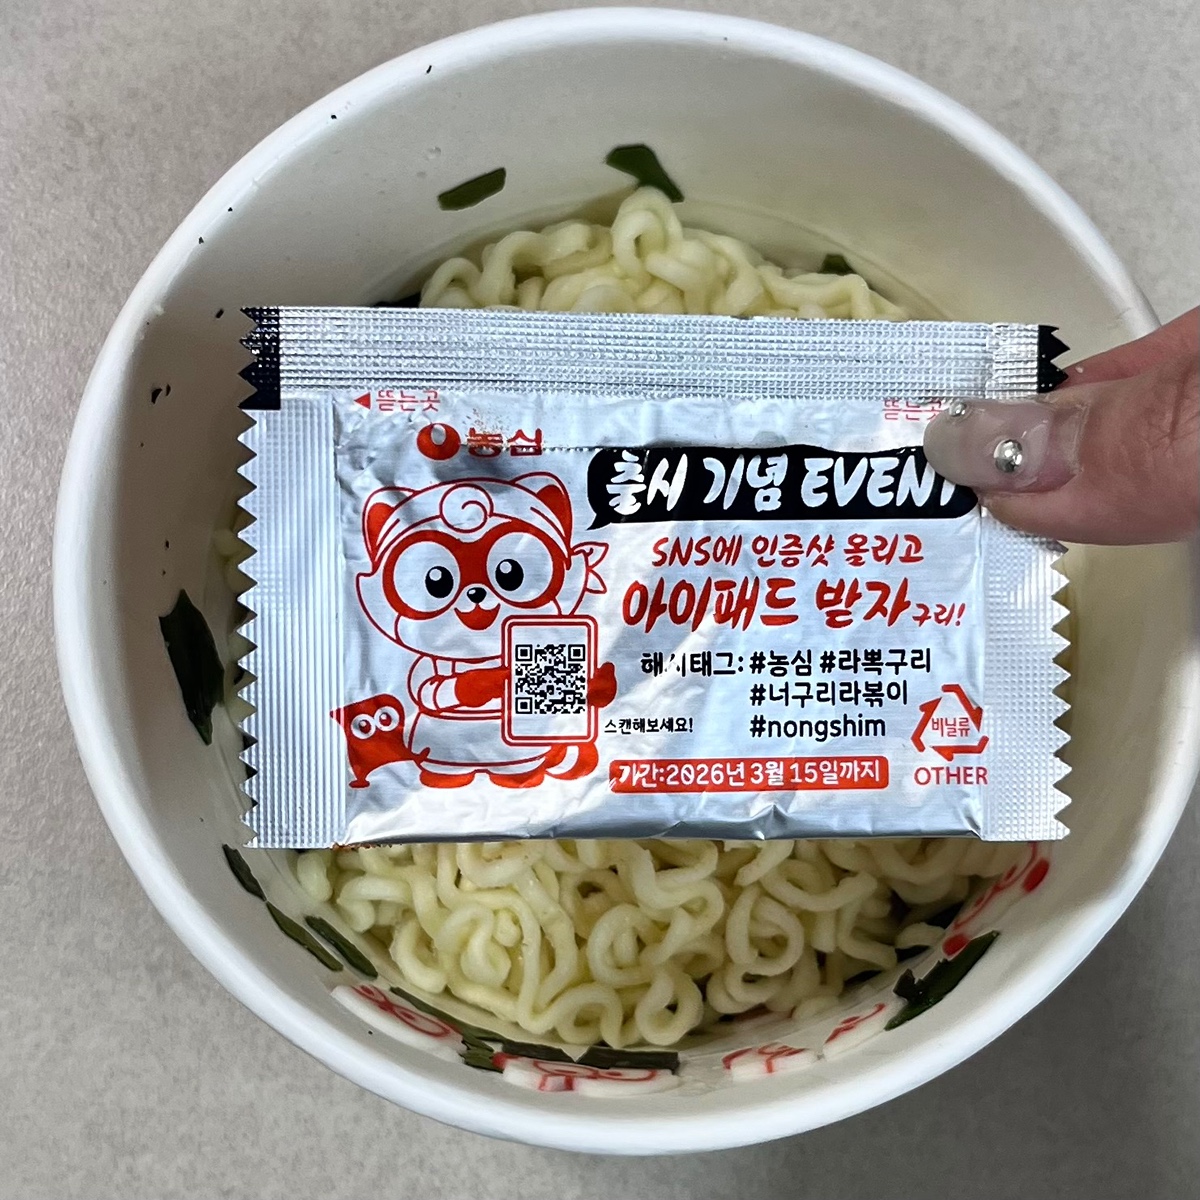 뜯는곳
뜯는곳
농심
출시 기념 EVENT
SNS에 인증샷 올리고
아이패드 받자구리!
해시태그: #농심 #라뽁구리
#너구리라볶이
#nongshim
스캔해보세요!
기간:2026년 3월 15일까지
비닐류
OTHER